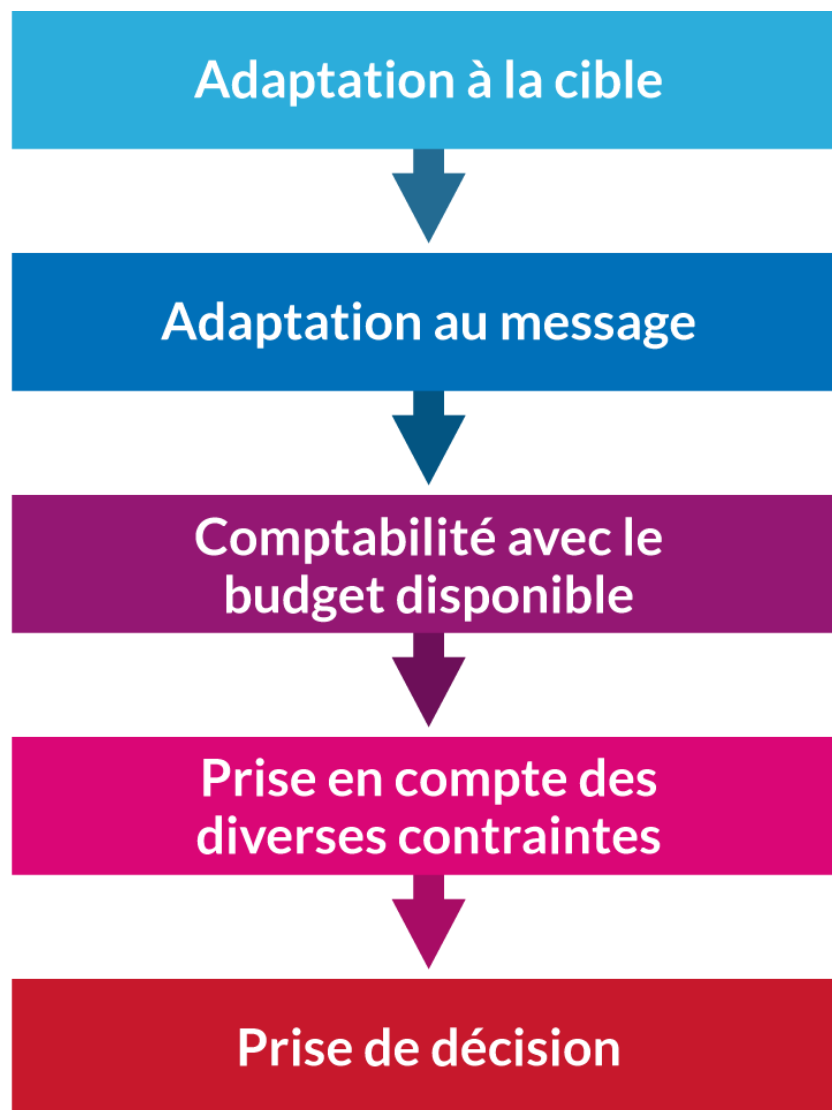 Adaptation à la cible
Adaptation au message
Comptabilité avec le
budget disponible
Prise en compte des
diverses contraintes
Prise de décision